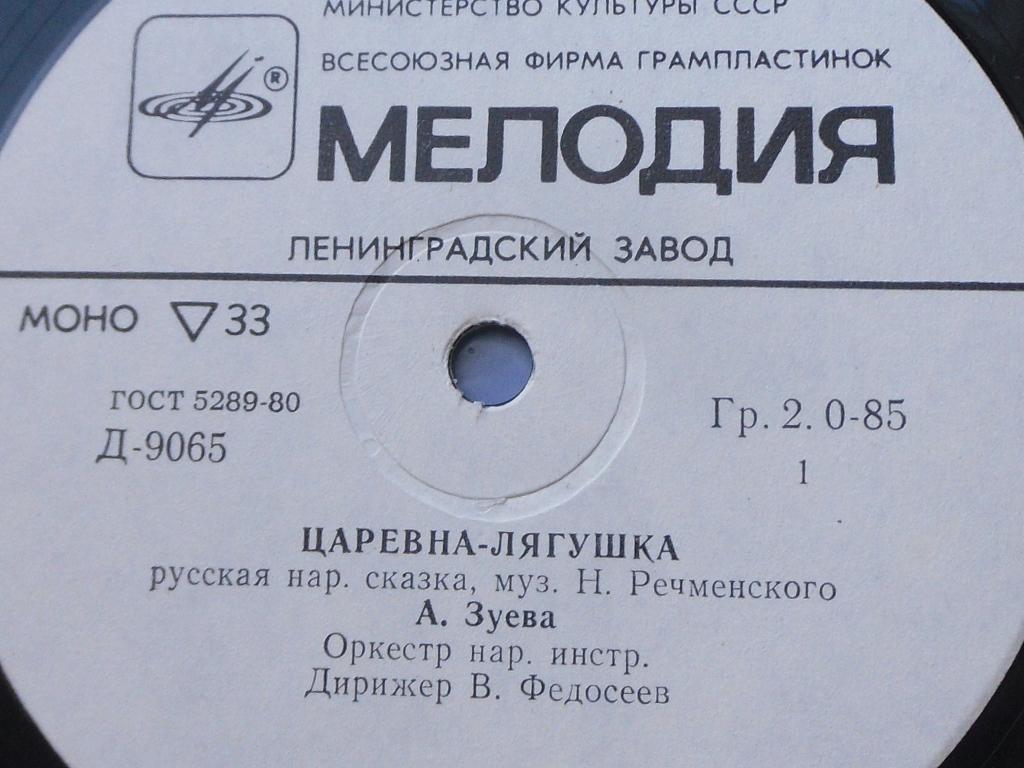 МИНИСТЕРСТВО КУЛЬТУРЫ СССР
ВСЕСОЮЗНАЯ ФИРМА ГРАМПЛАСТИНОК
®
МЕЛОДИЯ
ЛЕНИНГРАДСКИЙ ЗАВОД
МОНО ▽ 33
ГОСТ 5289-80
Д-9065
Гр. 2. 0-85
1
ЦАРЕВНА-ЛЯГУШКА
русская нар. сказка, муз. Н. Речменского
А. Зуева
Оркестр нар. инстр.
Дирижер В. Федосеев